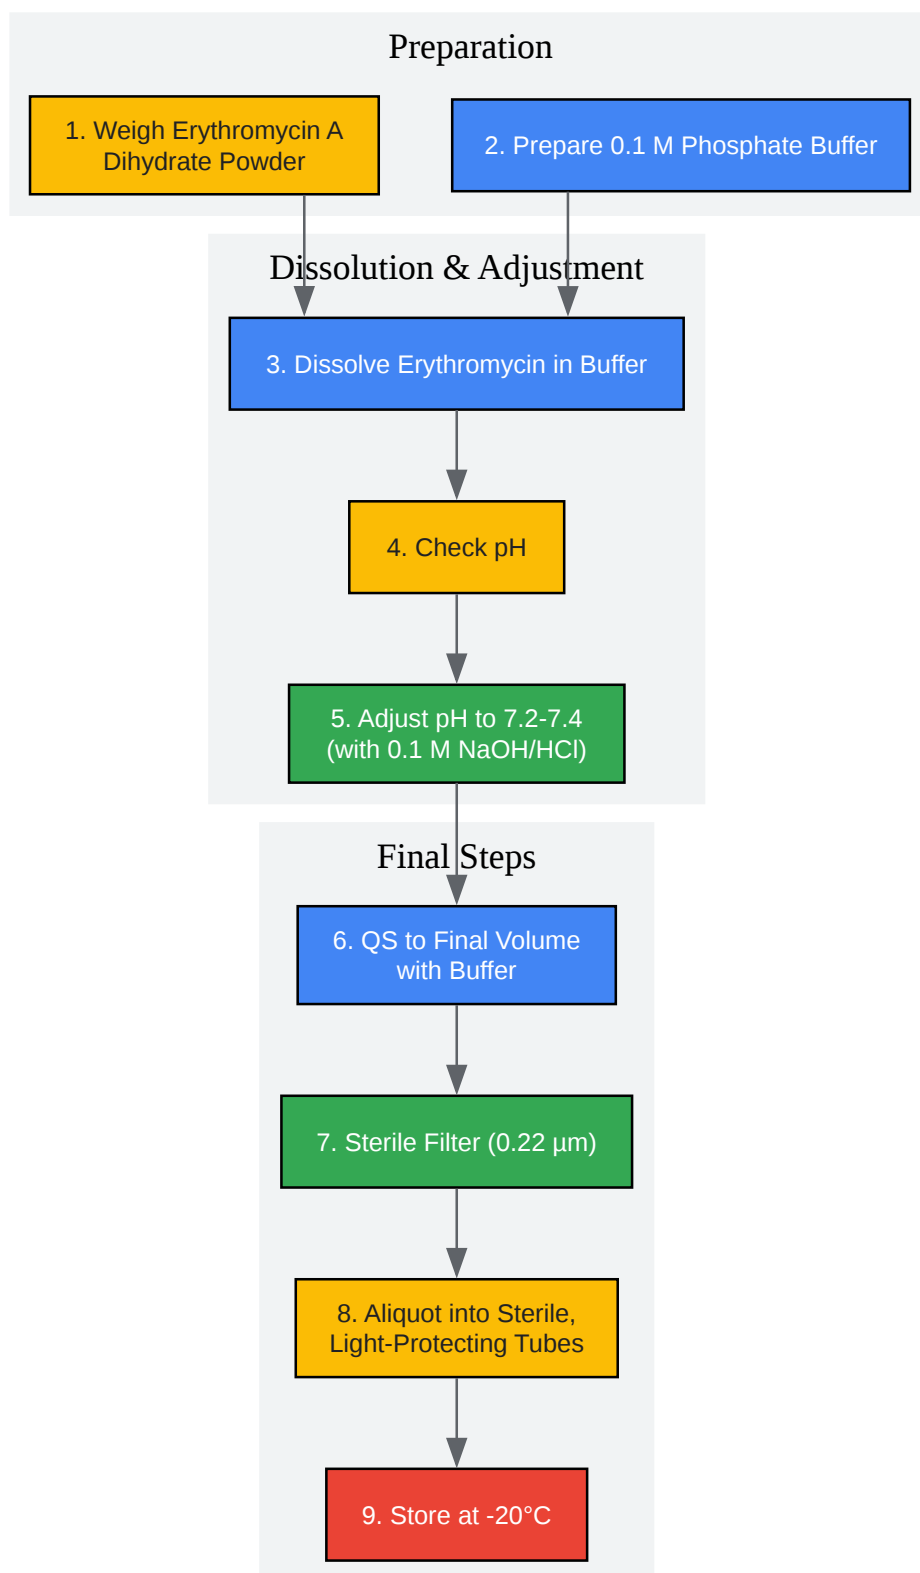 Preparation
1. Weigh Erythromycin A
Dihydrate Powder
2. Prepare 0.1 M Phosphate Buffer
Dissolution & Adjustment
3. Dissolve Erythromycin in Buffer
4. Check pH
5. Adjust pH to 7.2-7.4
(with 0.1 M NaOH/HCl)
Final Steps
6. QS to Final Volume
with Buffer
7. Sterile Filter (0.22 µm)
8. Aliquot into Sterile,
Light-Protecting Tubes
9. Store at -20°C